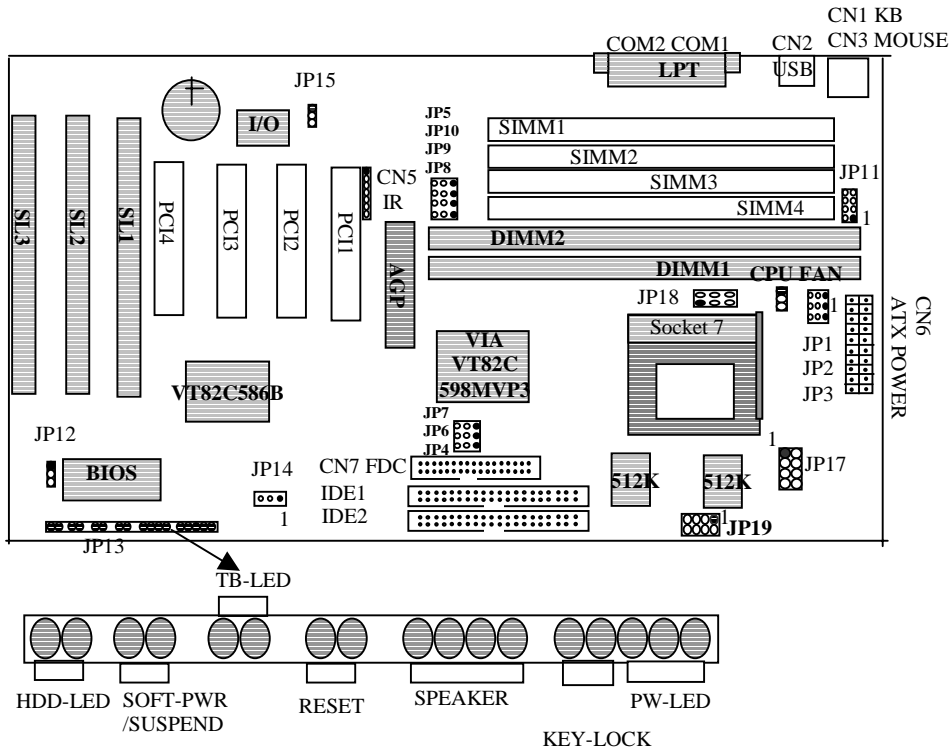 CN1 KB
CN3 MOUSE
COM2 COM1
CN2
USB
LPT
JP15
I/O
JP5
JP10
JP9
JP8
SIMM1
SIMM2
SIMM3
SIMM4
JP11
1
CN5
IR
SL3
SL2
SL1
PCI4
PCI3
PCI2
PCI1
AGP
DIMM2
DIMM1
CPU FAN
JP18
1
CN6
ATX POWER
Socket 7
JP1
JP2
JP3
VIA
VT82C
598MVP3
VT82C586B
JP7
JP6
JP4
JP12
BIOS
JP14
1
CN7 FDC
IDE1
IDE2
512K
512K
1
JP17
1
JP19
JP13
TB-LED
HDD-LED
SOFT-PWR
/SUSPEND
RESET
SPEAKER
KEY-LOCK
PW-LED